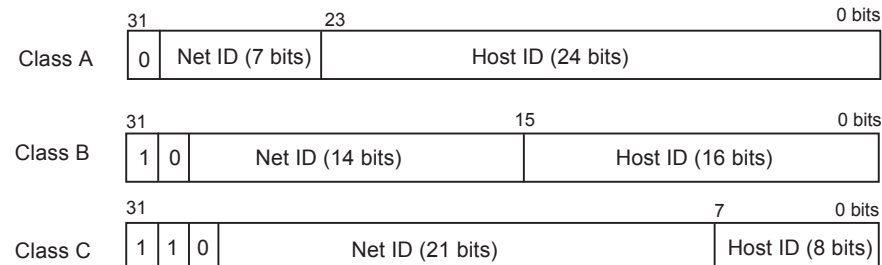 31 23 0 bits
Class A 0 Net ID (7 bits) Host ID (24 bits)
31 15 0 bits
Class B 1 0 Net ID (14 bits) Host ID (16 bits)
31 7 0 bits
Class C 1 1 0 Net ID (21 bits) Host ID (8 bits)